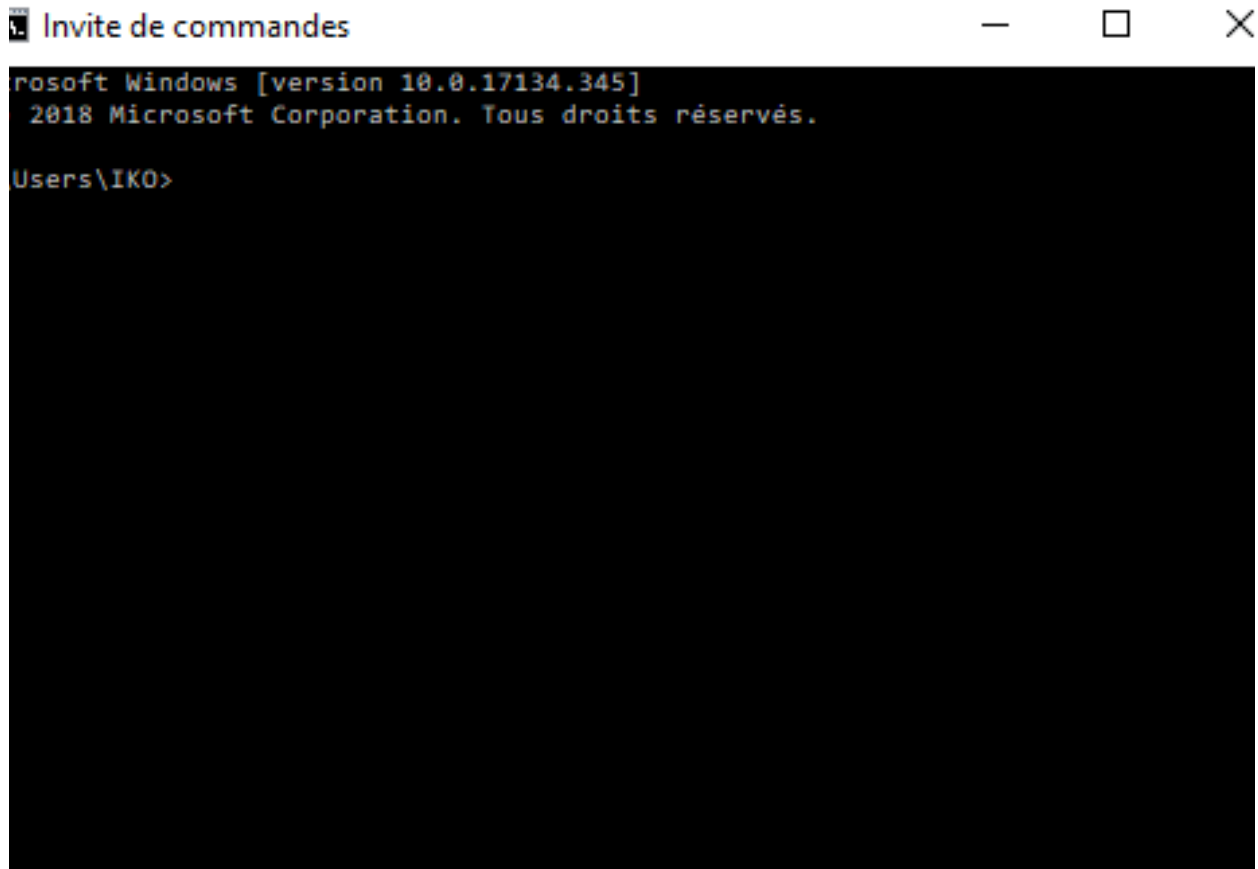 Invite de commandes
rosoft Windows [version 10.0.17134.345]
2018 Microsoft Corporation. Tous droits réservés.
\Users\IKO>